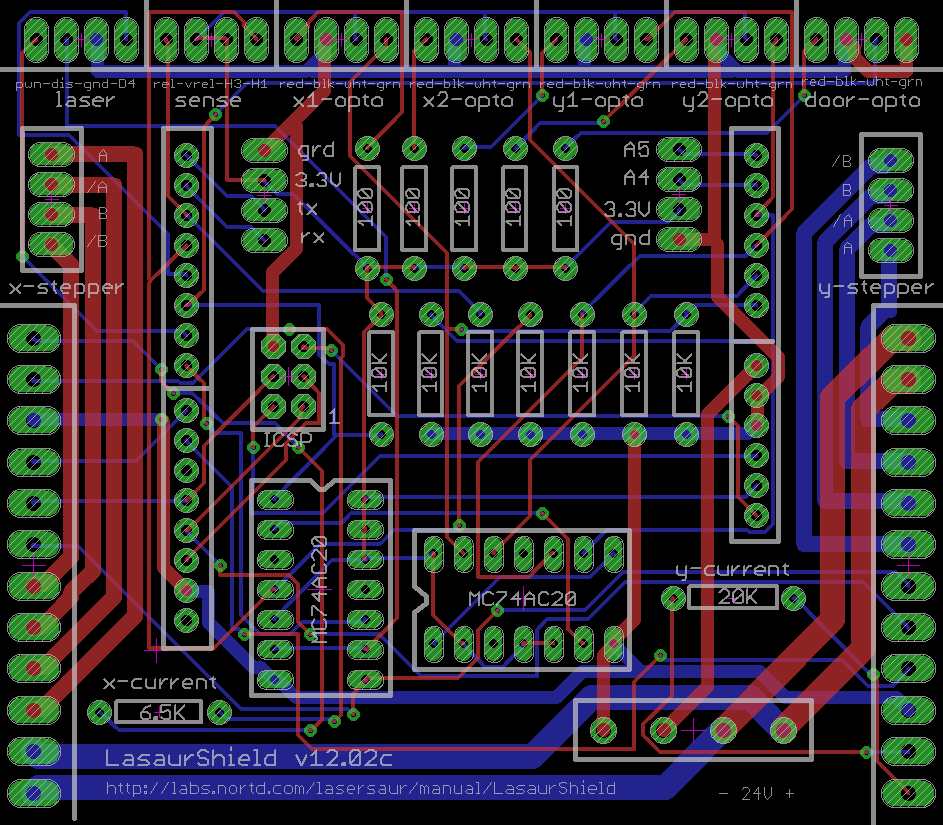 pwn-dis-gnd-D4 rel-vrel-H3-H1 red-blk-wht-grn red-blk-wht-grn red-blk-wht-grn red-blk-wht-grn red-blk-wht-grn
laser sense x1-opto x2-opto y1-opto y2-opto door-opto
A
/A
B
/B
x-stepper
grd
3.3V
tx
rx
100 100 100 100 100
A5
A4
3.3V
gnd
/B
B
/A
A
y-stepper
10K 10K 10K 10K 10K 10K 10K
1
ICSP
MC74AC20
MC74AC20
y-current
20K
x-current
6.5K
LasaurShield v12.02c
http://labs.nortd.com/lasersaur/manual/LasaurShield
- 24V +